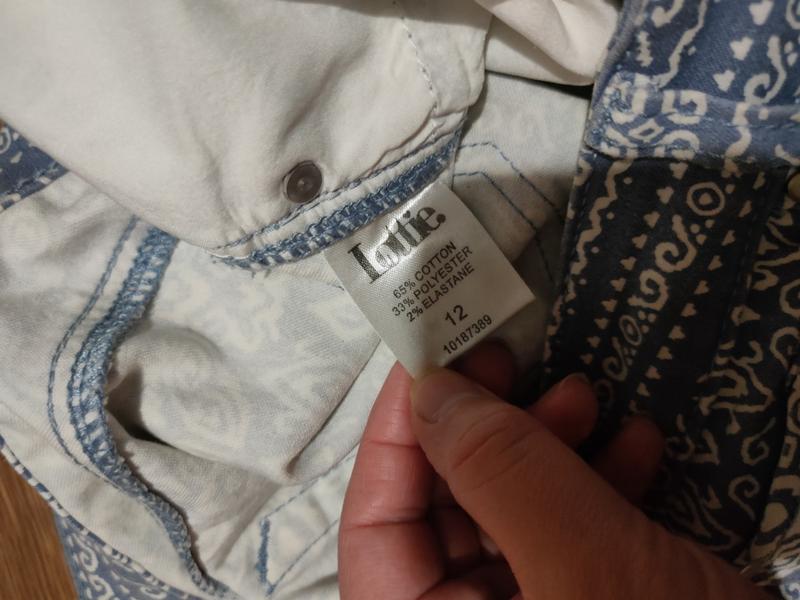 Lottie
65% COTTON
33% POLYESTER
2% ELASTANE
12
10187389